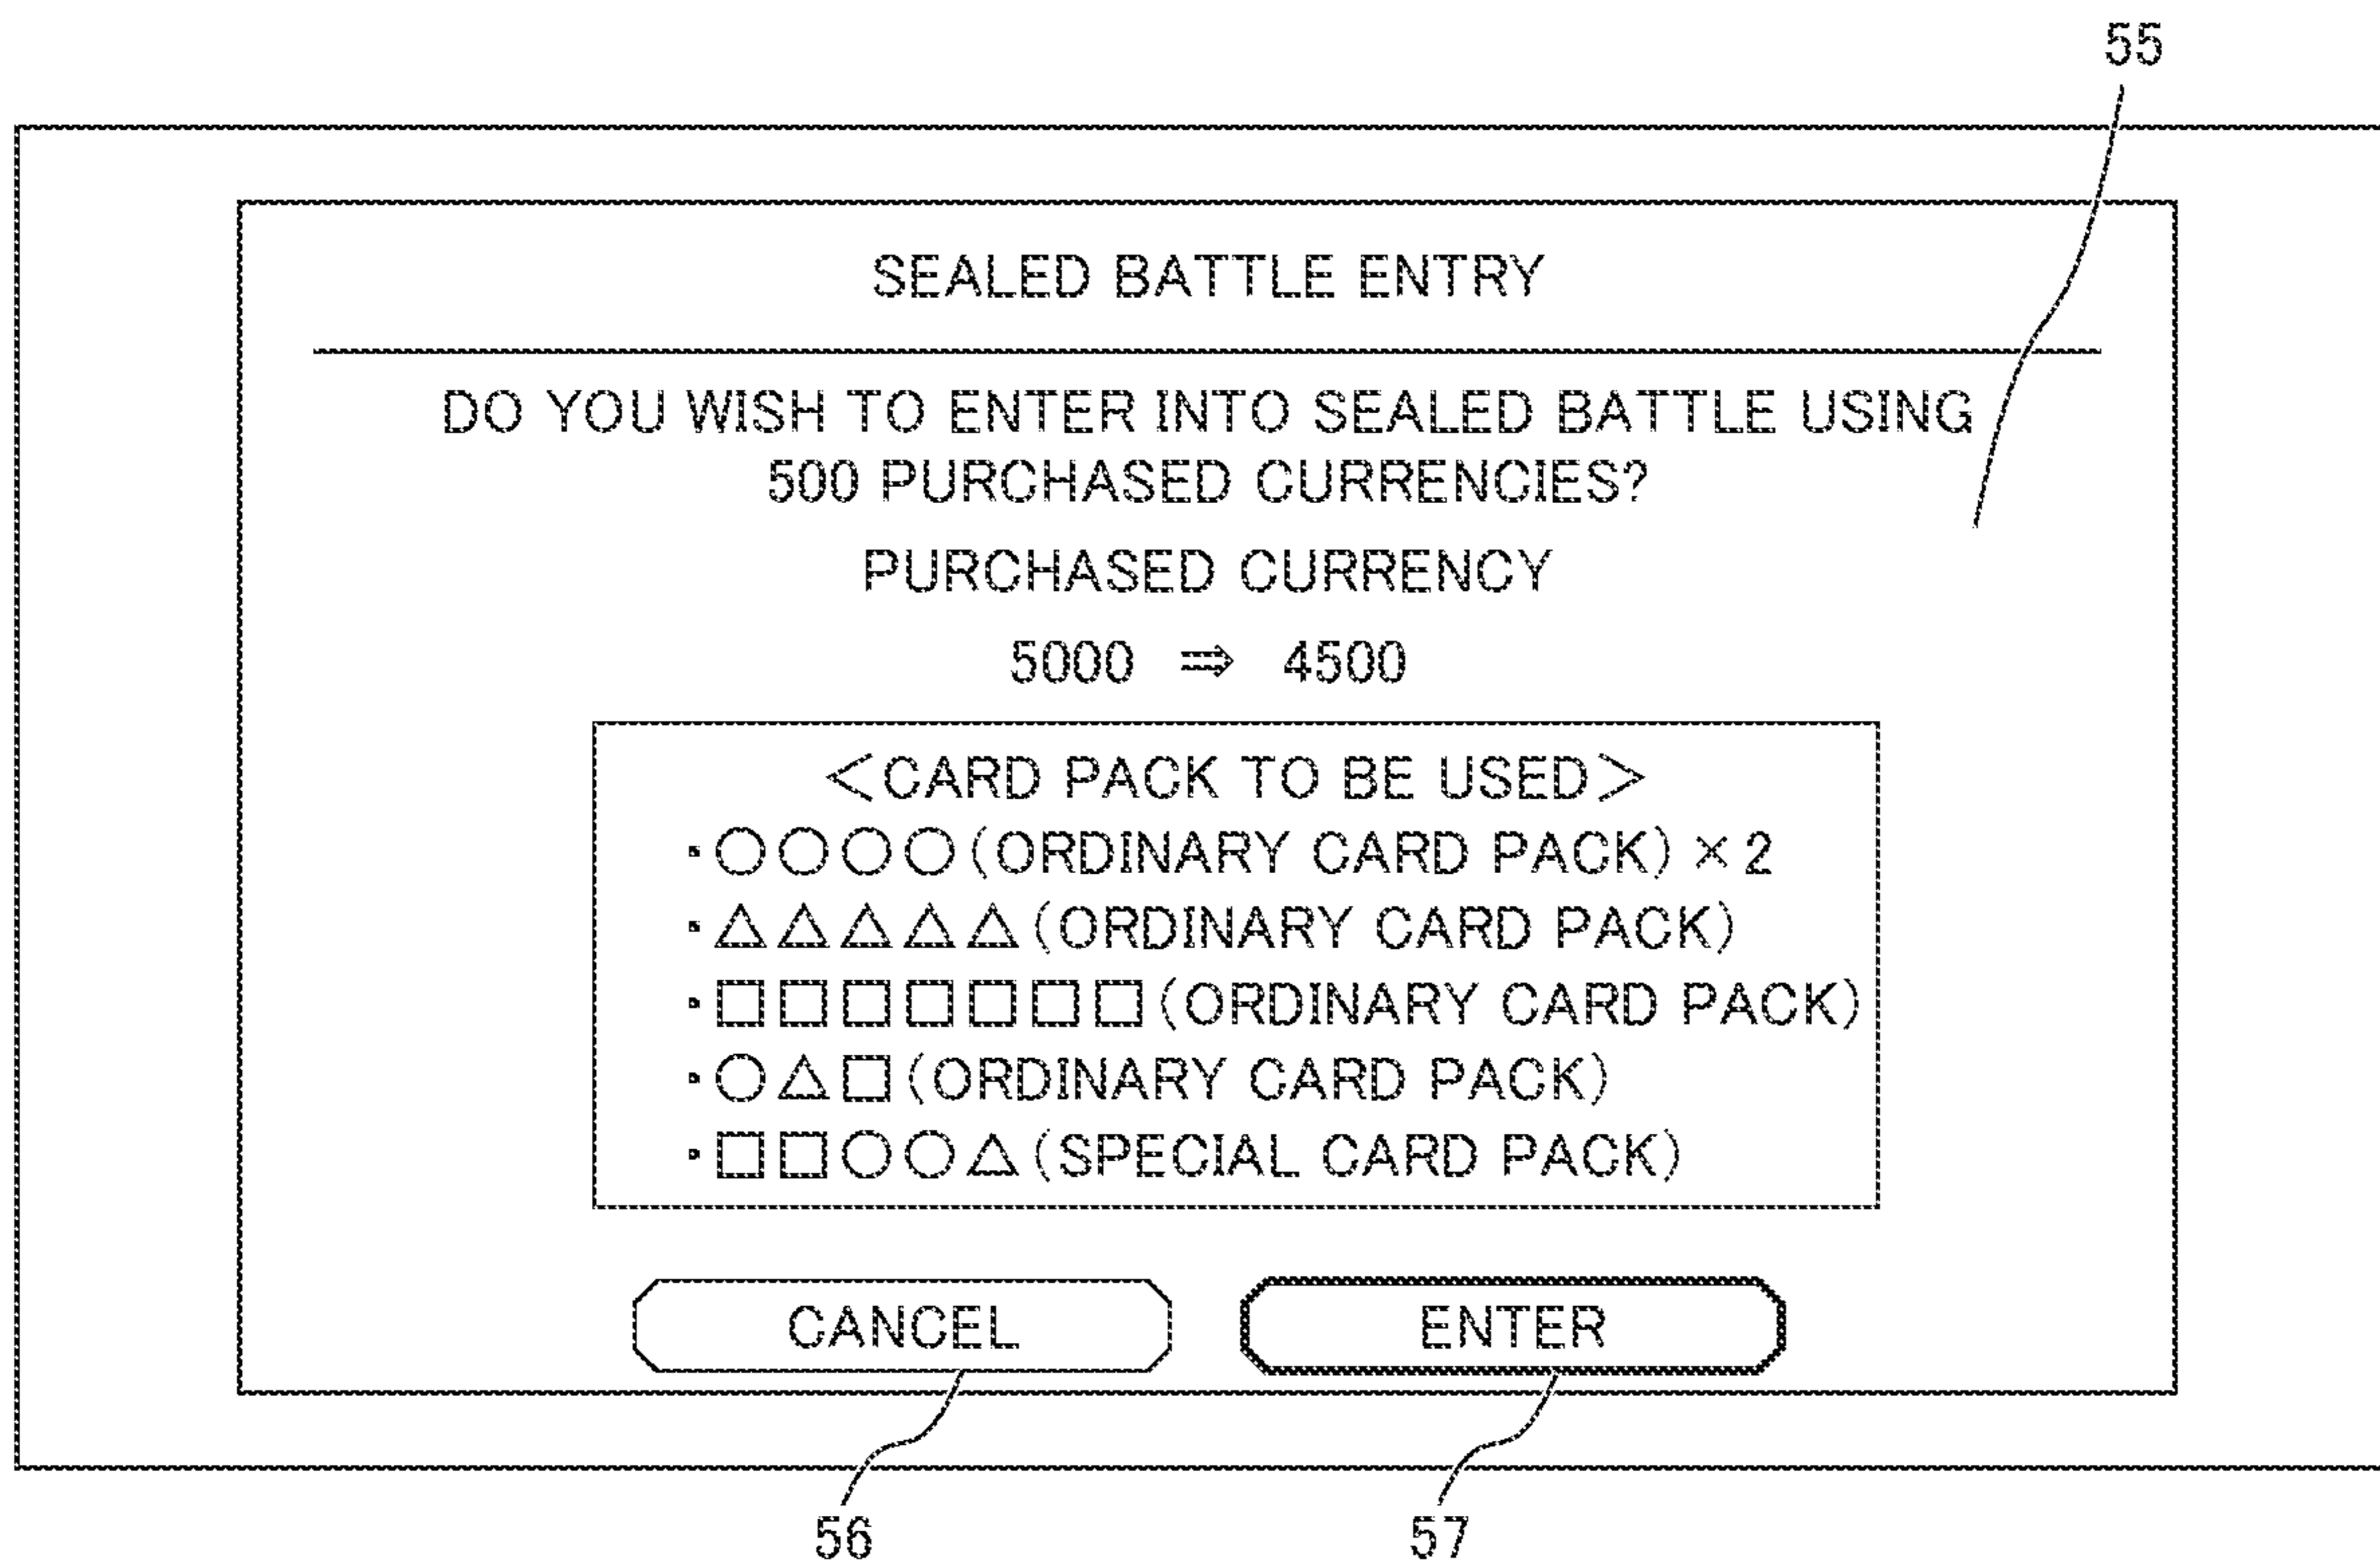 55
SEALED BATTLE ENTRY
DO YOU WISH TO ENTER INTO SEALED BATTLE USING
500 PURCHASED CURRENCIES?
PURCHASED CURRENCY
5000 ⇒ 4500
<CARD PACK TO BE USED>
・○○○○(ORDINARY CARD PACK)×2
・△△△△△(ORDINARY CARD PACK)
・□□□□□□□(ORDINARY CARD PACK)
・○△□(ORDINARY CARD PACK)
・□□○○△(SPECIAL CARD PACK)
CANCEL ENTER
56 57